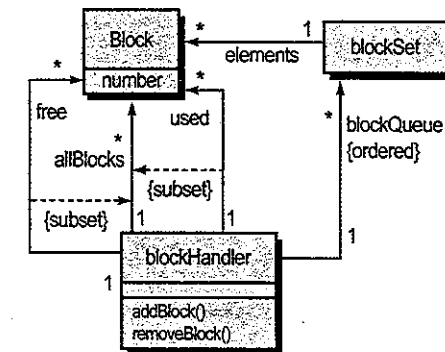 Block
number
*
*
*
*
1
elements
blockSet
free
used
*
allBlocks
*
blockQueue
{ordered}
{subset}
{subset}
1
1
1
1
blockHandler
addBlock()
removeBlock()